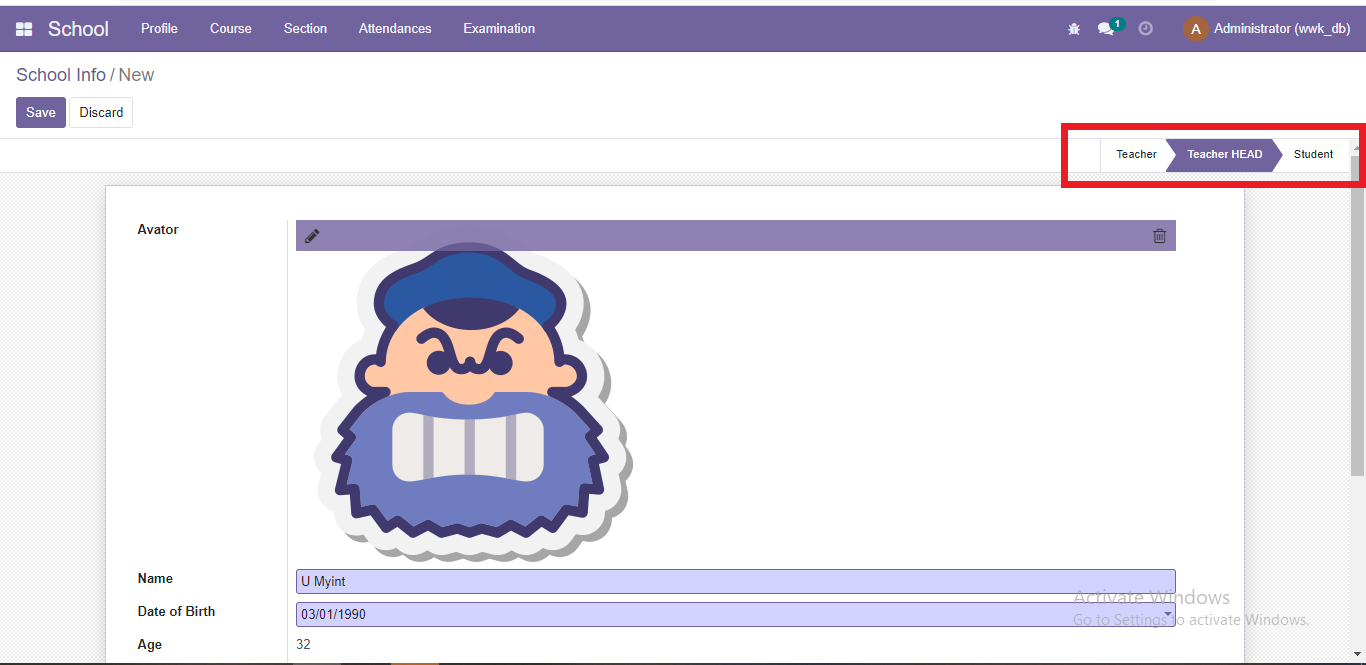 School Profile Course Section Attendances Examination 1 A Administrator (wwk_db)
School Info / New
Save Discard
Teacher Teacher HEAD Student
Avator
Name U Myint
Date of Birth 03/01/1990
Age 32
Activate Windows
Go to Settings to activate Windows.